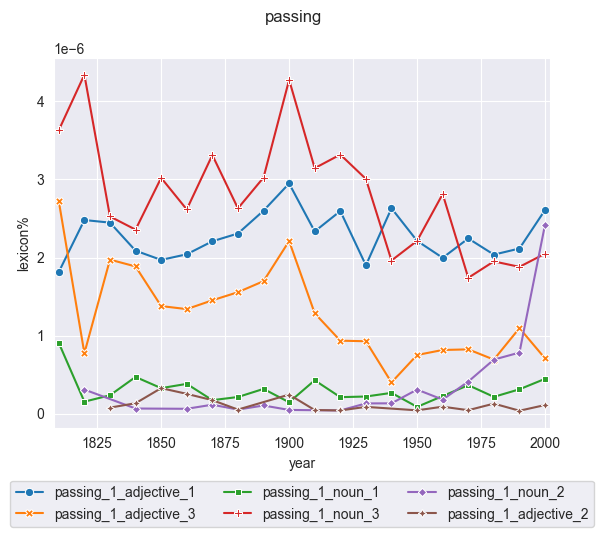 passing
1e−6
4
3
2
1
0
lexicon%
1825 1850 1875 1900 1925 1950 1975 2000
year
passing_1_adjective_1 passing_1_noun_1 passing_1_noun_2
passing_1_adjective_3 passing_1_noun_3 passing_1_adjective_2